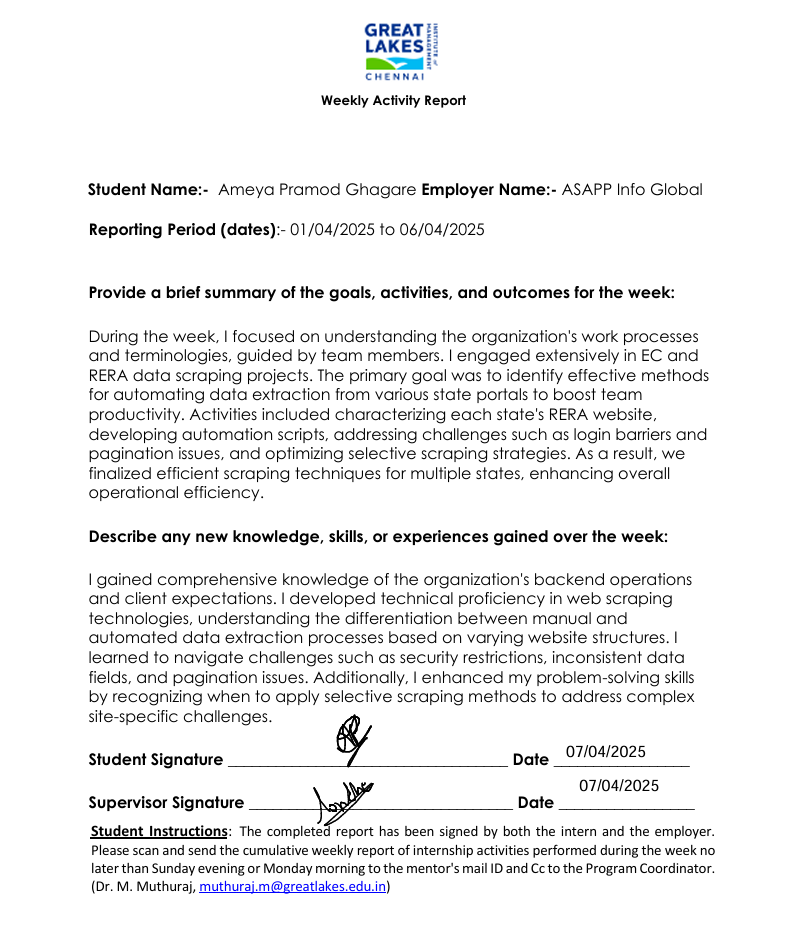 GREAT
LAKES
INSTITUTE of
MANAGEMENT
CHENNAI
Weekly Activity Report
Student Name:- Ameya Pramod Ghagare Employer Name:- ASAPP Info Global
Reporting Period (dates):- 01/04/2025 to 06/04/2025
Provide a brief summary of the goals, activities, and outcomes for the week:
During the week, I focused on understanding the organization's work processes
and terminologies, guided by team members. I engaged extensively in EC and
RERA data scraping projects. The primary goal was to identify effective methods
for automating data extraction from various state portals to boost team
productivity. Activities included characterizing each state's RERA website,
developing automation scripts, addressing challenges such as login barriers and
pagination issues, and optimizing selective scraping strategies. As a result, we
finalized efficient scraping techniques for multiple states, enhancing overall
operational efficiency.
Describe any new knowledge, skills, or experiences gained over the week:
I gained comprehensive knowledge of the organization's backend operations
and client expectations. I developed technical proficiency in web scraping
technologies, understanding the differentiation between manual and
automated data extraction processes based on varying website structures. I
learned to navigate challenges such as security restrictions, inconsistent data
fields, and pagination issues. Additionally, I enhanced my problem-solving skills
by recognizing when to apply selective scraping methods to address complex
site-specific challenges.
Student Signature ________________ Date 07/04/2025
Supervisor Signature ________________ Date 07/04/2025
Student Instructions: The completed report has been signed by both the intern and the employer.
Please scan and send the cumulative weekly report of internship activities performed during the week no
later than Sunday evening or Monday morning to the mentor's mail ID and Cc to the Program Coordinator.
(Dr. M. Muthuraj, muthuraj.m@greatlakes.edu.in)